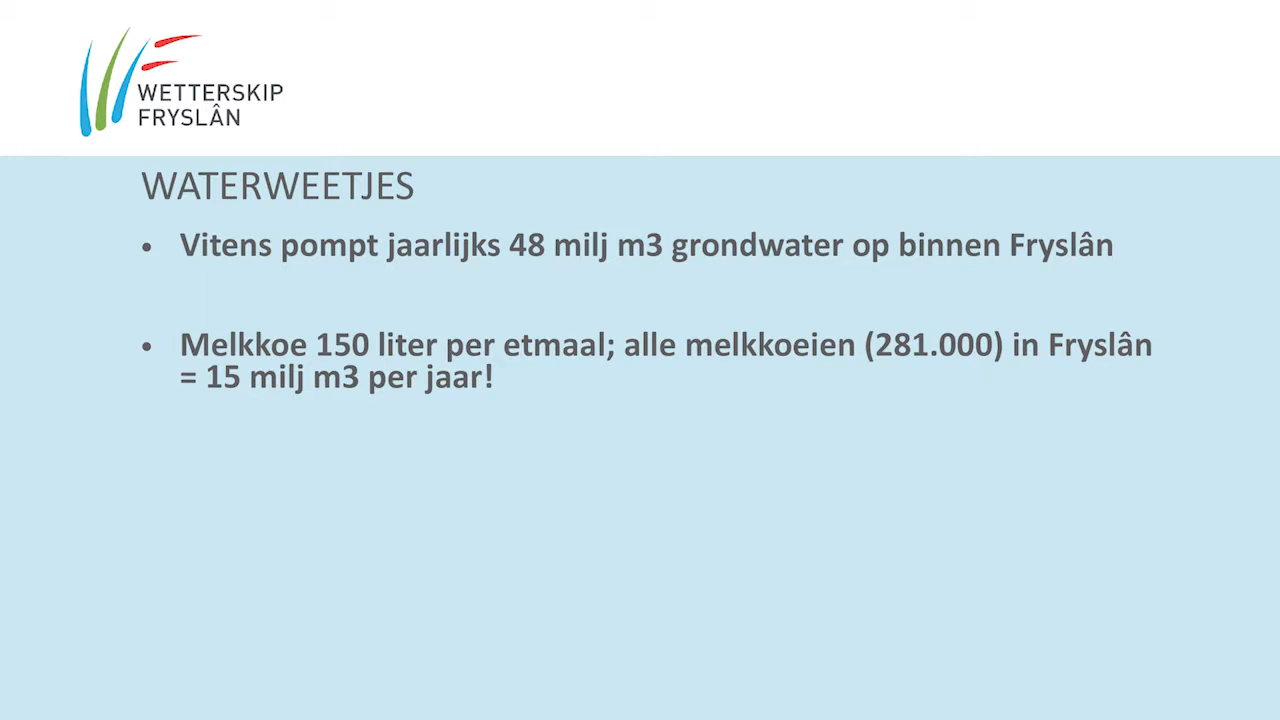 WETTERSKIP
FRYSLÂN
WATERWEETJES
• Vitens pompt jaarlijks 48 milj m3 grondwater op binnen Fryslân
• Melkkoe 150 liter per etmaal; alle melkkoeien (281.000) in Fryslân
= 15 milj m3 per jaar!